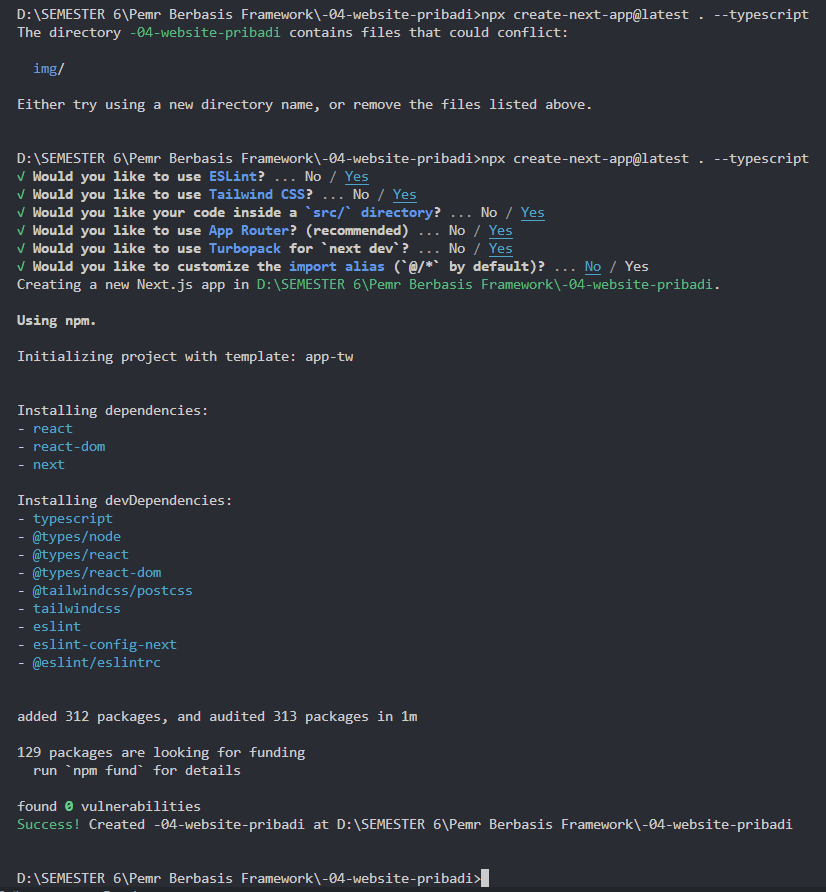 D:\SEMESTER 6\Pemr Berbasis Framework\-04-website-pribadi>npx create-next-app@latest . --typescript
The directory -04-website-pribadi contains files that could conflict:
img/
Either try using a new directory name, or remove the files listed above.
D:\SEMESTER 6\Pemr Berbasis Framework\-04-website-pribadi>npx create-next-app@latest . --typescript
√ Would you like to use ESLint? ... No / Yes
√ Would you like to use Tailwind CSS? ... No / Yes
√ Would you like your code inside a `src/` directory? ... No / Yes
√ Would you like to use App Router? (recommended) ... No / Yes
√ Would you like to use Turbopack for `next dev`? ... No / Yes
√ Would you like to customize the import alias (`@/*` by default)? ... No / Yes
Creating a new Next.js app in D:\SEMESTER 6\Pemr Berbasis Framework\-04-website-pribadi.
Using npm.
Initializing project with template: app-tw
Installing dependencies:
- react
- react-dom
- next
Installing devDependencies:
- typescript
- @types/node
- @types/react
- @types/react-dom
- @tailwindcss/postcss
- tailwindcss
- eslint
- eslint-config-next
- @eslint/eslintrc
added 312 packages, and audited 313 packages in 1m
129 packages are looking for funding
run `npm fund` for details
found 0 vulnerabilities
Success! Created -04-website-pribadi at D:\SEMESTER 6\Pemr Berbasis Framework\-04-website-pribadi
D:\SEMESTER 6\Pemr Berbasis Framework\-04-website-pribadi>